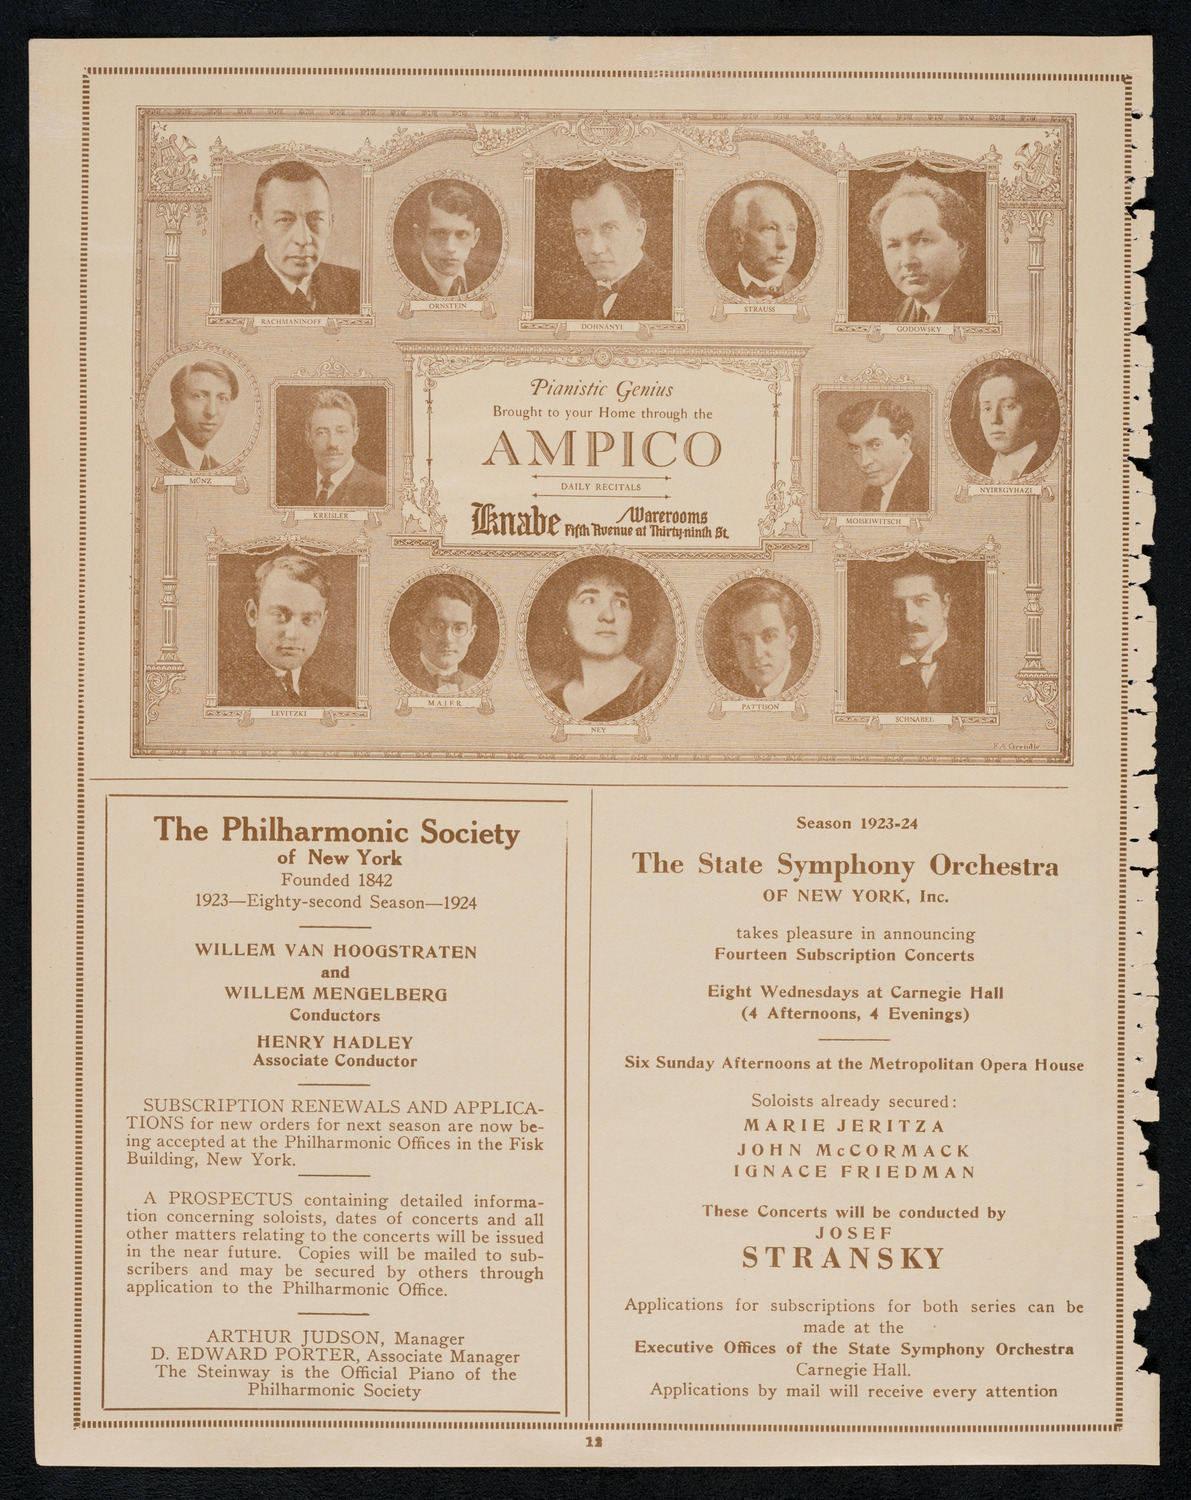 RACHMANINOFF
ORNSTEIN
DOHNÁNYI
STRAUSS
GODOWSKY
MÜNZ
KREISLER
Pianistic Genius
Brought to your Home through the
AMPICO
DAILY RECITALS
Knabe Warerooms
Fifth Avenue at Thirty-ninth St.
MOISEIWITSCH
NYIREGYHAZI
LEVITZKI
MAIER
NEY
PATTISON
SCHNABEL
F.A. Grendle
The Philharmonic Society
of New York
Founded 1842
1923—Eighty-second Season—1924
WILLEM VAN HOOGSTRATEN
and
WILLEM MENGELBERG
Conductors
HENRY HADLEY
Associate Conductor
SUBSCRIPTION RENEWALS AND APPLICA-
TIONS for new orders for next season are now be-
ing accepted at the Philharmonic Offices in the Fisk
Building, New York.
A PROSPECTUS containing detailed informa-
tion concerning soloists, dates of concerts and all
other matters relating to the concerts will be issued
in the near future. Copies will be mailed to sub-
scribers and may be secured by others through
application to the Philharmonic Office.
ARTHUR JUDSON, Manager
D. EDWARD PORTER, Associate Manager
The Steinway is the Official Piano of the
Philharmonic Society
Season 1923-24
The State Symphony Orchestra
OF NEW YORK, Inc.
takes pleasure in announcing
Fourteen Subscription Concerts
Eight Wednesdays at Carnegie Hall
(4 Afternoons, 4 Evenings)
Six Sunday Afternoons at the Metropolitan Opera House
Soloists already secured:
MARIE JERITZA
JOHN McCORMACK
IGNACE FRIEDMAN
These Concerts will be conducted by
JOSEF
STRANSKY
Applications for subscriptions for both series can be
made at the
Executive Offices of the State Symphony Orchestra
Carnegie Hall.
Applications by mail will receive every attention
12